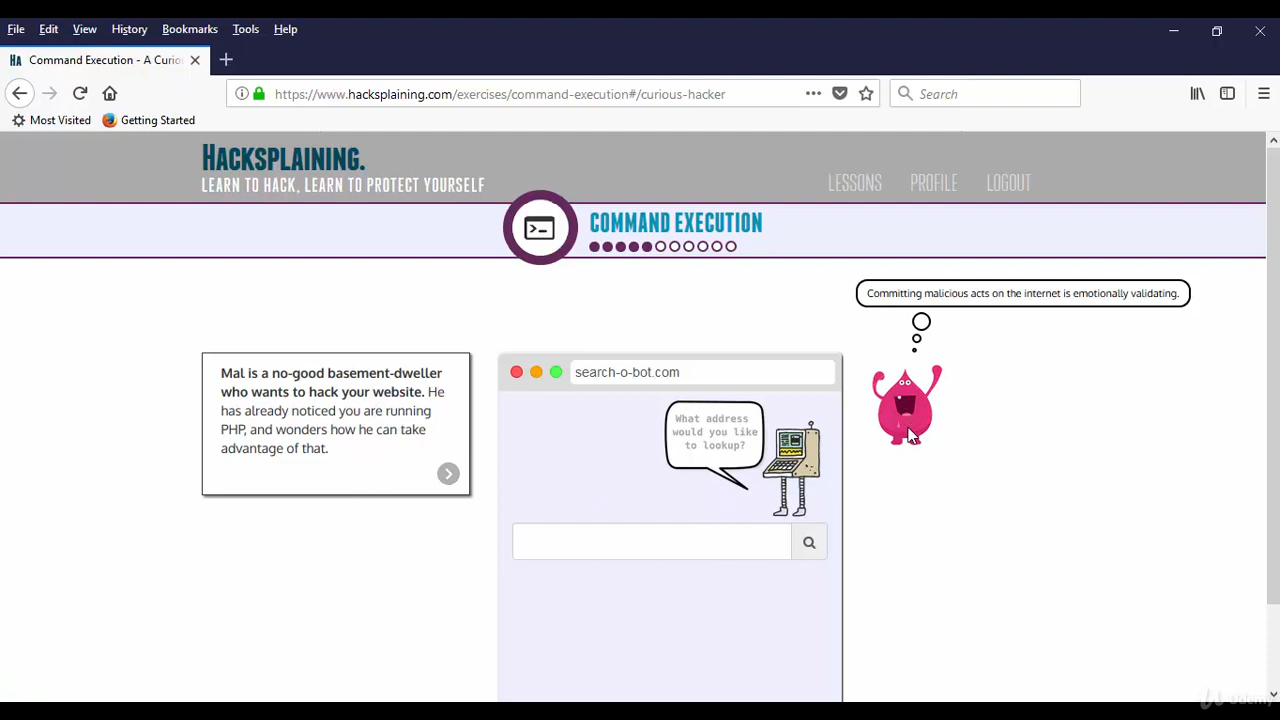 File Edit View History Bookmarks Tools Help
HA Command Execution - A Curio
https://www.hacksplaining.com/exercises/command-execution#/curious-hacker
Search
Most Visited Getting Started
HACKSPLAINING.
LEARN TO HACK, LEARN TO PROTECT YOURSELF
LESSONS PROFILE LOGOUT
COMMAND EXECUTION
Committing malicious acts on the internet is emotionally validating.
Mal is a no-good basement-dweller
who wants to hack your website. He
has already noticed you are running
PHP, and wonders how he can take
advantage of that.
search-o-bot.com
What address
would you like
to lookup?
Udemy